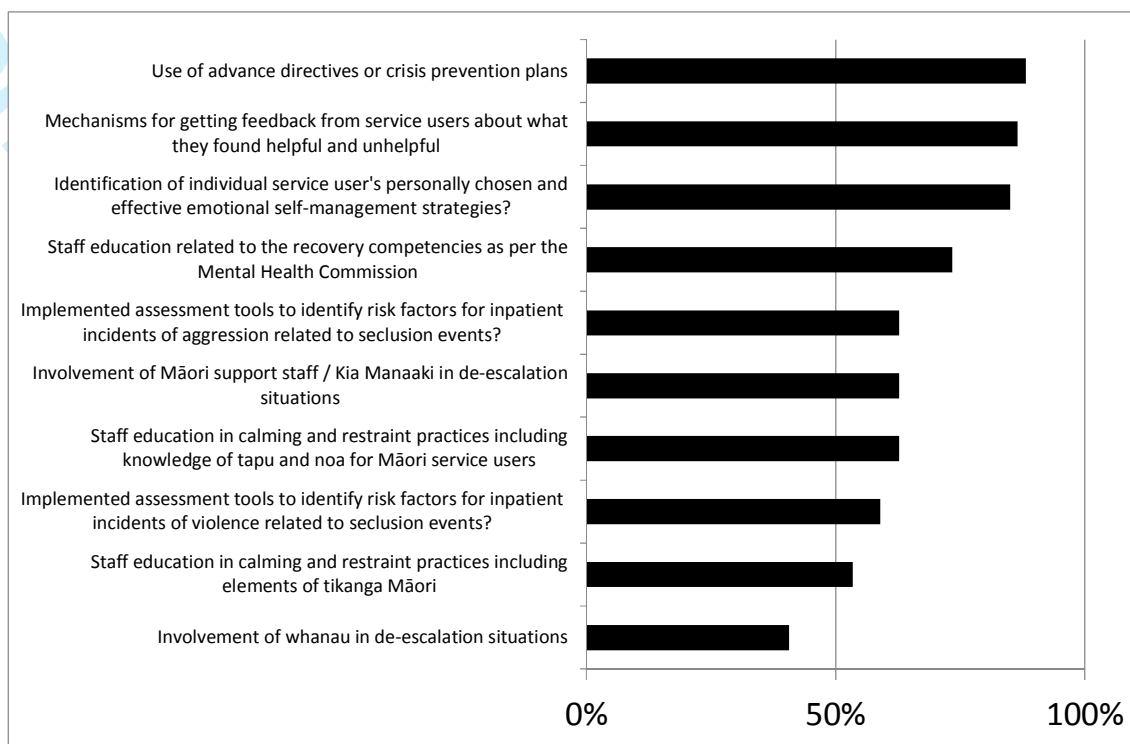 Use of advance directives or crisis prevention plans
Mechanisms for getting feedback from service users about what
they found helpful and unhelpful
Identification of individual service user's personally chosen and
effective emotional self-management strategies?
Staff education related to the recovery competencies as per the
Mental Health Commission
Implemented assessment tools to identify risk factors for inpatient
incidents of aggression related to seclusion events?
Involvement of Māori support staff / Kia Manaaki in de-escalation
situations
Staff education in calming and restraint practices including
knowledge of tapu and noa for Māori service users
Implemented assessment tools to identify risk factors for inpatient
incidents of violence related to seclusion events?
Staff education in calming and restraint practices including
elements of tikanga Māori
Involvement of whanau in de-escalation situations
0% 50% 100%